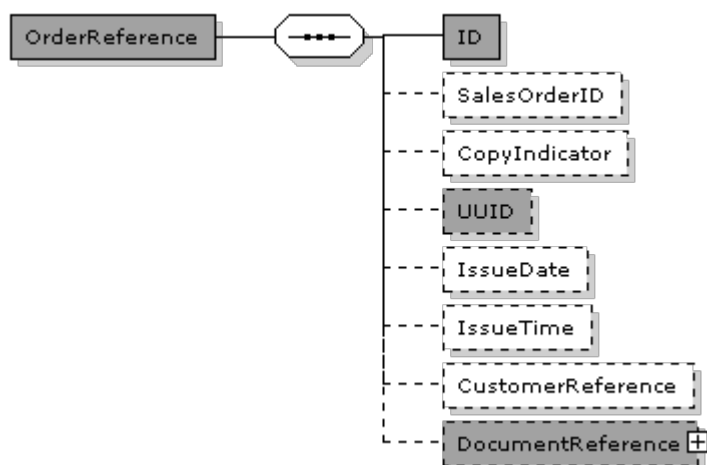 OrderReference
ID
SalesOrderID
CopyIndicator
UUID
IssueDate
IssueTime
CustomerReference
DocumentReference